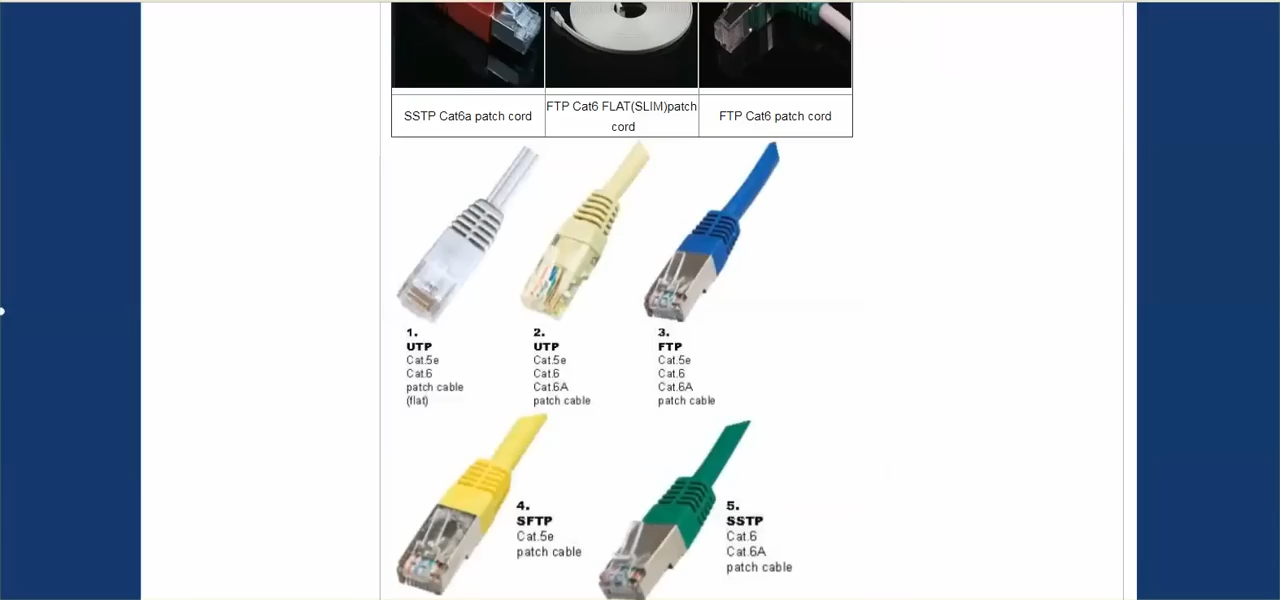 SSTP Cat6a patch cord
FTP Cat6 FLAT(SLIM)patch
cord
FTP Cat6 patch cord
1.
UTP
Cat.5e
Cat.6
patch cable
(flat)
2.
UTP
Cat.5e
Cat.6
Cat.6A
patch cable
3.
FTP
Cat.5e
Cat.6
Cat.6A
patch cable
4.
SFTP
Cat.5e
patch cable
5.
SSTP
Cat.6
Cat.6A
patch cable